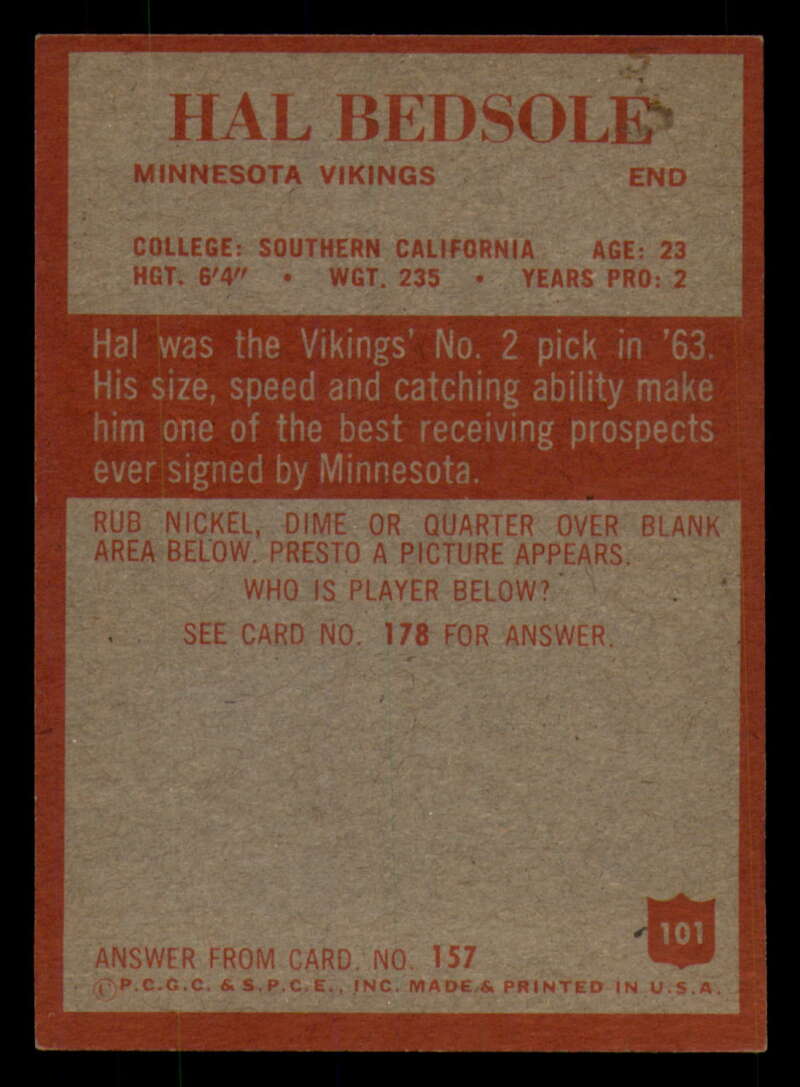 HAL BEDSOLE
MINNESOTA VIKINGS END
COLLEGE: SOUTHERN CALIFORNIA AGE: 23
HGT. 6'4" • WGT. 235 • YEARS PRO: 2
Hal was the Vikings' No. 2 pick in '63.
His size, speed and catching ability make
him one of the best receiving prospects
ever signed by Minnesota.
RUB NICKEL, DIME OR QUARTER OVER BLANK
AREA BELOW. PRESTO A PICTURE APPEARS.
WHO IS PLAYER BELOW?
SEE CARD NO. 178 FOR ANSWER.
101
ANSWER FROM CARD. NO. 157
©P.C.G.C. & S.P.C.E., INC. MADE & PRINTED IN U.S.A.